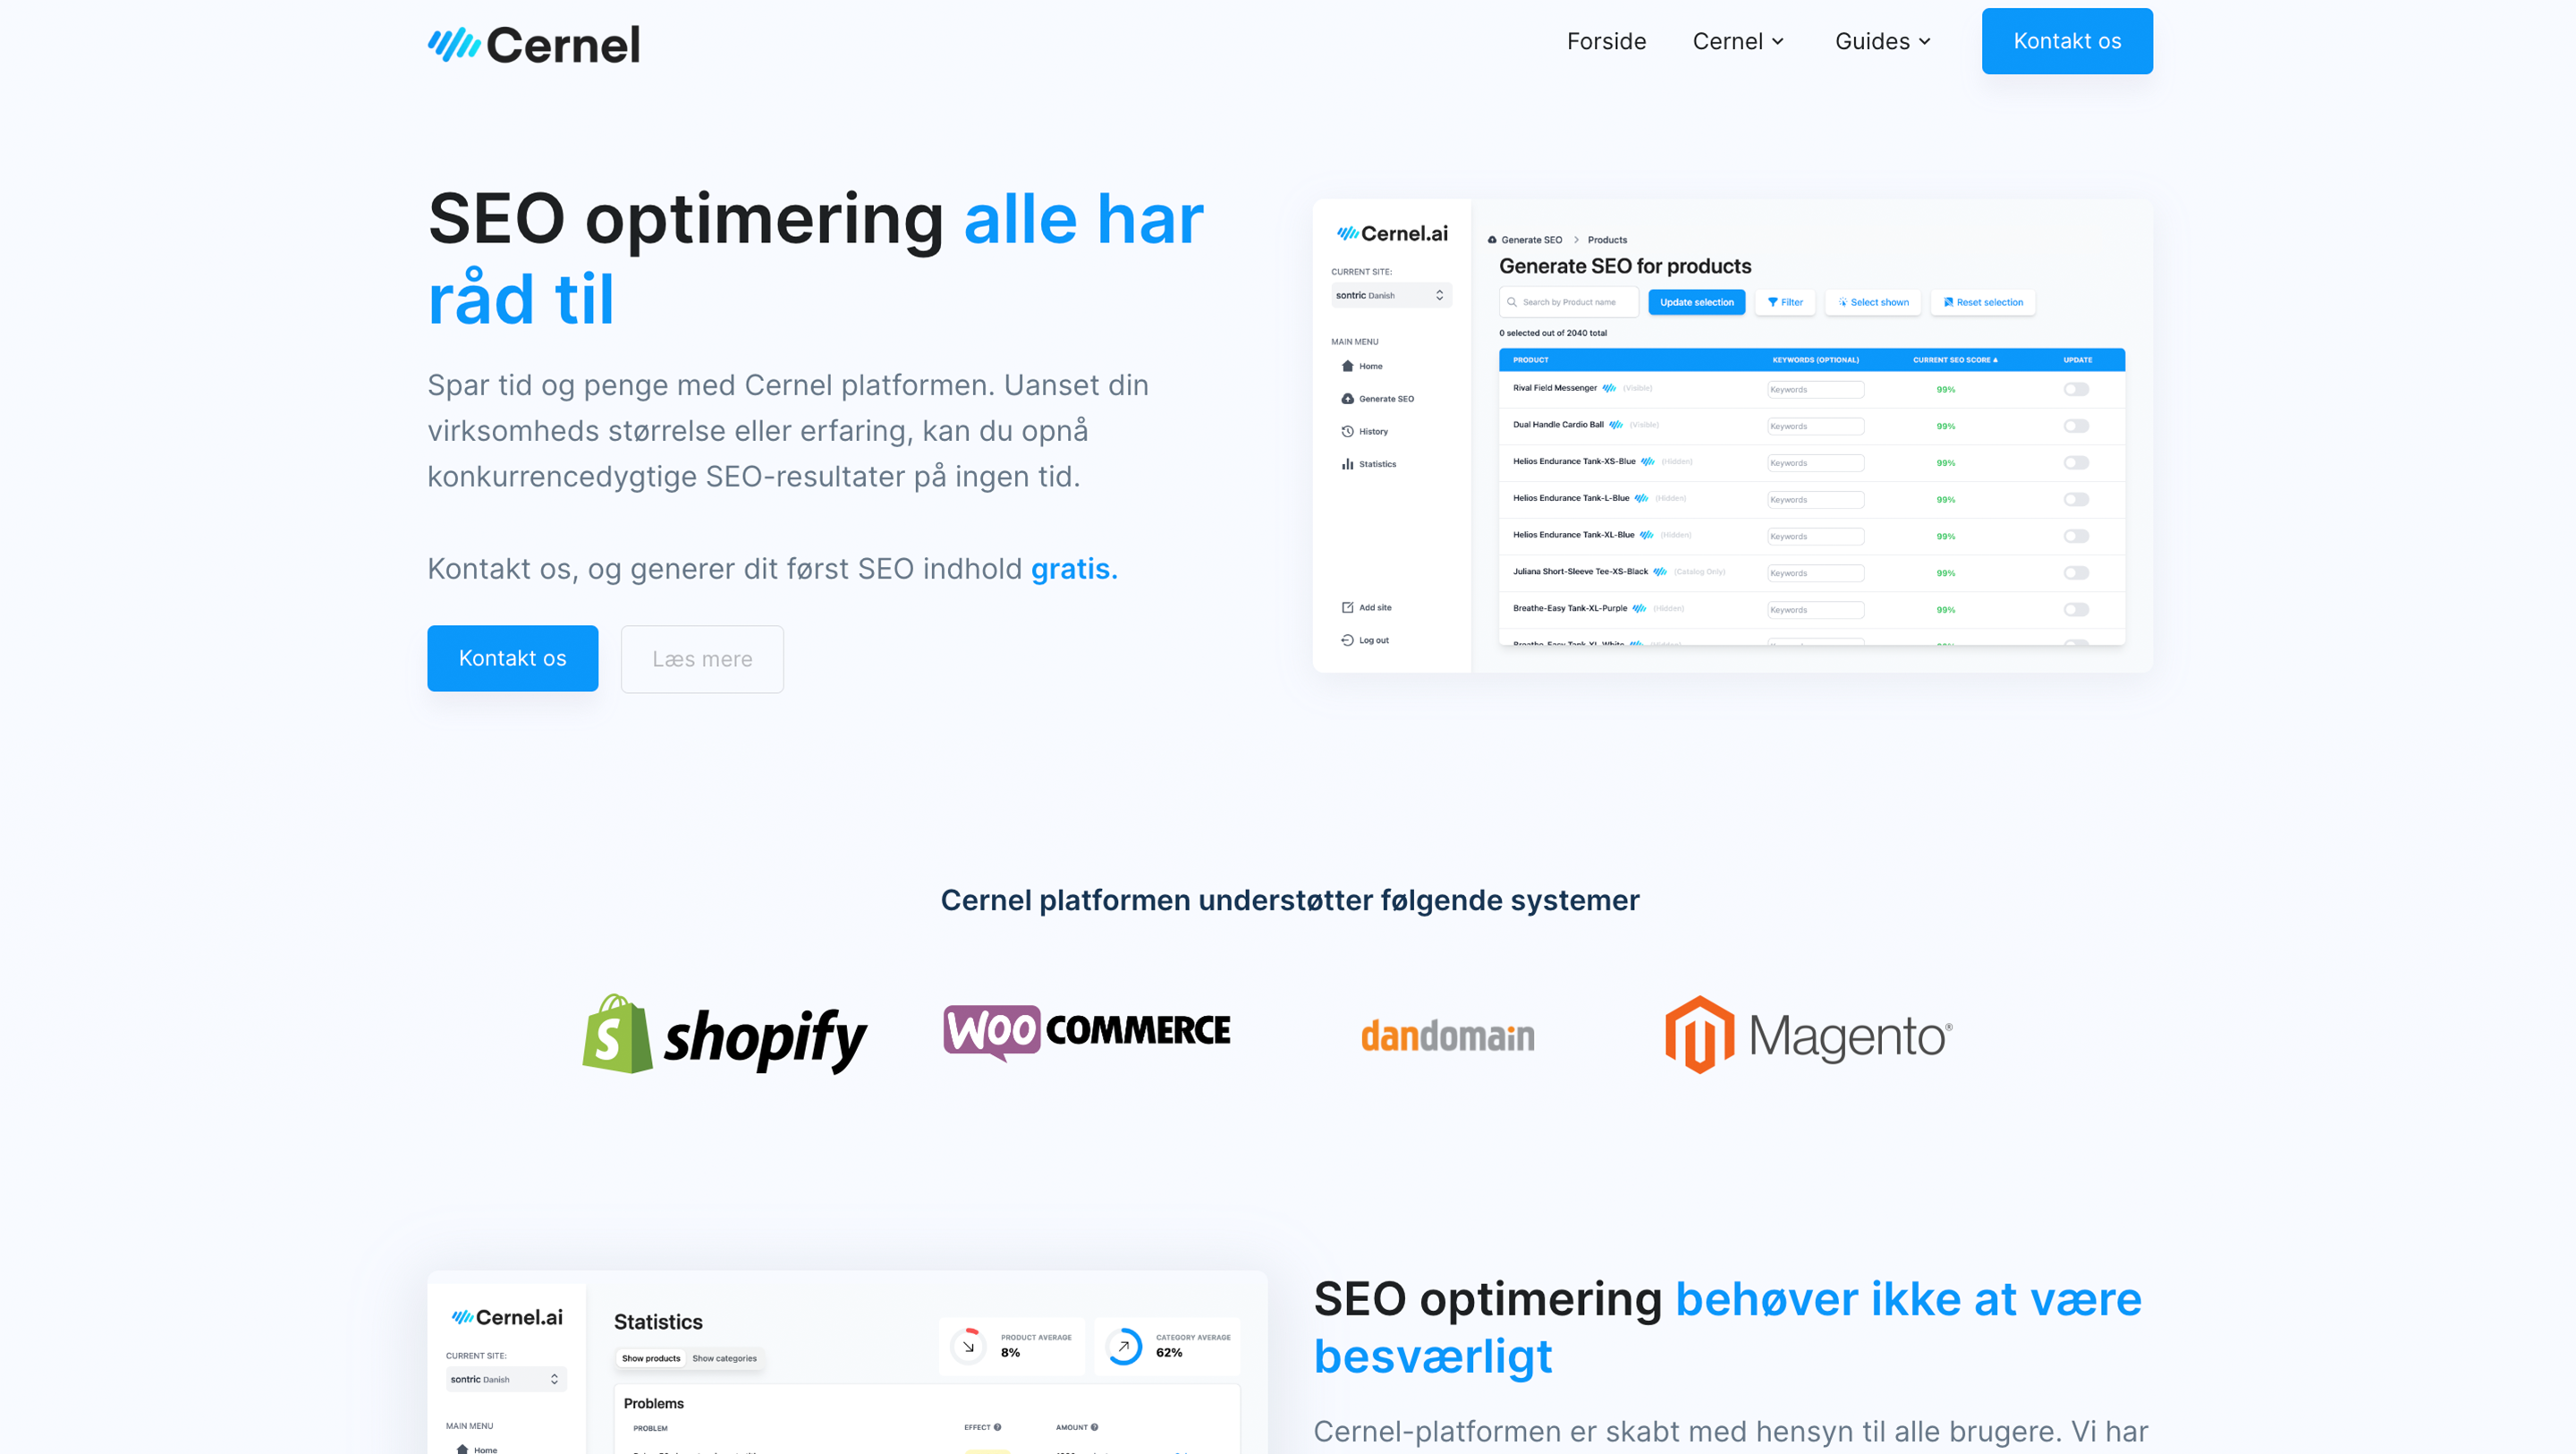 Cernel
Forside
Cernel
Guides
Kontakt os
SEO optimering alle har
råd til
Spar tid og penge med Cernel platformen. Uanset din
virksomheds størrelse eller erfaring, kan du opnå
konkurrencedygtige SEO-resultater på ingen tid.
Kontakt os, og generer dit først SEO indhold gratis.
Kontakt os
Læs mere
Cernel.ai
CURRENT SITE:
sontric Danish
MAIN MENU
Home
Generate SEO
History
Statistics
Add site
Log out
Generate SEO > Products
Generate SEO for products
Search by Product name
Update selection
Filter
Select shown
Reset selection
0 selected out of 2040 total
PRODUCT KEYWORDS (OPTIONAL) CURRENT SEO SCORE UPDATE
Rival Field Messenger (Visible) Keywords 99%
Dual Handle Cardio Ball (Visible) Keywords 99%
Helios Endurance Tank-XS-Blue (Hidden) Keywords 99%
Helios Endurance Tank-L-Blue (Hidden) Keywords 99%
Helios Endurance Tank-XL-Blue (Hidden) Keywords 99%
Juliana Short-Sleeve Tee-XS-Black (Catalog Only) Keywords 99%
Breathe-Easy Tank-XL-Purple (Hidden) Keywords 99%
Breathe-Easy Tank-XL-White (Hidden)
Cernel platformen understøtter følgende systemer
shopify
WOO COMMERCE
dandomain
Magento®
Cernel.ai
CURRENT SITE:
sontric Danish
MAIN MENU
Home
Statistics
Show products Show categories
PRODUCT AVERAGE
8%
CATEGORY AVERAGE
62%
Problems
PROBLEM EFFECT AMOUNT
SEO optimering behøver ikke at være
besværligt
Cernel-platformen er skabt med hensyn til alle brugere. Vi har